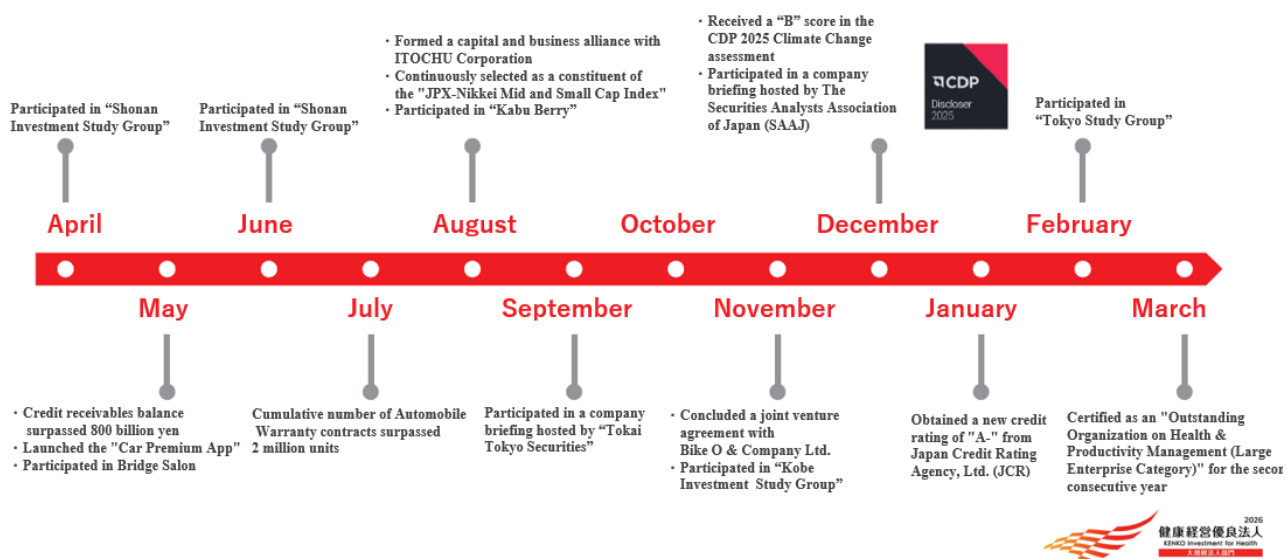 Participated in “Shonan
Investment Study Group”
Participated in “Shonan
Investment Study Group”
・Formed a capital and business alliance with
ITOCHU Corporation
・Continuously selected as a constituent of
the "JPX-Nikkei Mid and Small Cap Index"
・Participated in “Kabu Berry”
・Received a “B” score in the
CDP 2025 Climate Change
assessment
・Participated in a company
briefing hosted by The
Securities Analysts Association
of Japan (SAAJ)
CDP
Discloser
2025
Participated in
“Tokyo Study Group”
April
June
August
October
December
February
May
July
September
November
January
March
・Credit receivables balance
surpassed 800 billion yen
・Launched the "Car Premium App"
・Participated in Bridge Salon
Cumulative number of Automobile
Warranty contracts surpassed
2 million units
Participated in a company
briefing hosted by “Tokai
Tokyo Securities”
・Concluded a joint venture
agreement with
Bike O & Company Ltd.
・Participated in “Kobe
Investment Study Group”
Obtained a new credit
rating of "A-" from
Japan Credit Rating
Agency, Ltd. (JCR)
Certified as an "Outstanding
Organization on Health &
Productivity Management (Large
Enterprise Category)" for the secon
consecutive year
2026
健康経営優良法人
KENKO Investment for Health
大規模法人部門